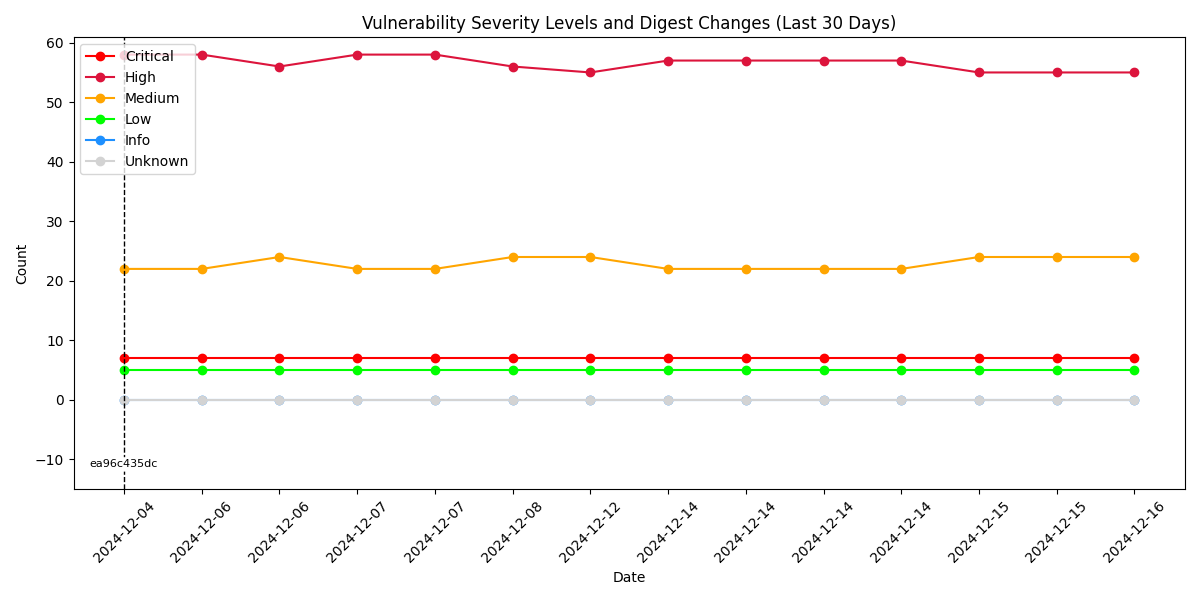 Vulnerability Severity Levels and Digest Changes (Last 30 Days)
Count
60
50
40
30
20
10
0
−10
Critical
High
Medium
Low
Info
Unknown
ea96c435dc
2024-12-04
2024-12-06
2024-12-06
2024-12-07
2024-12-07
2024-12-08
2024-12-12
2024-12-14
2024-12-14
2024-12-14
2024-12-14
2024-12-15
2024-12-15
2024-12-16
Date